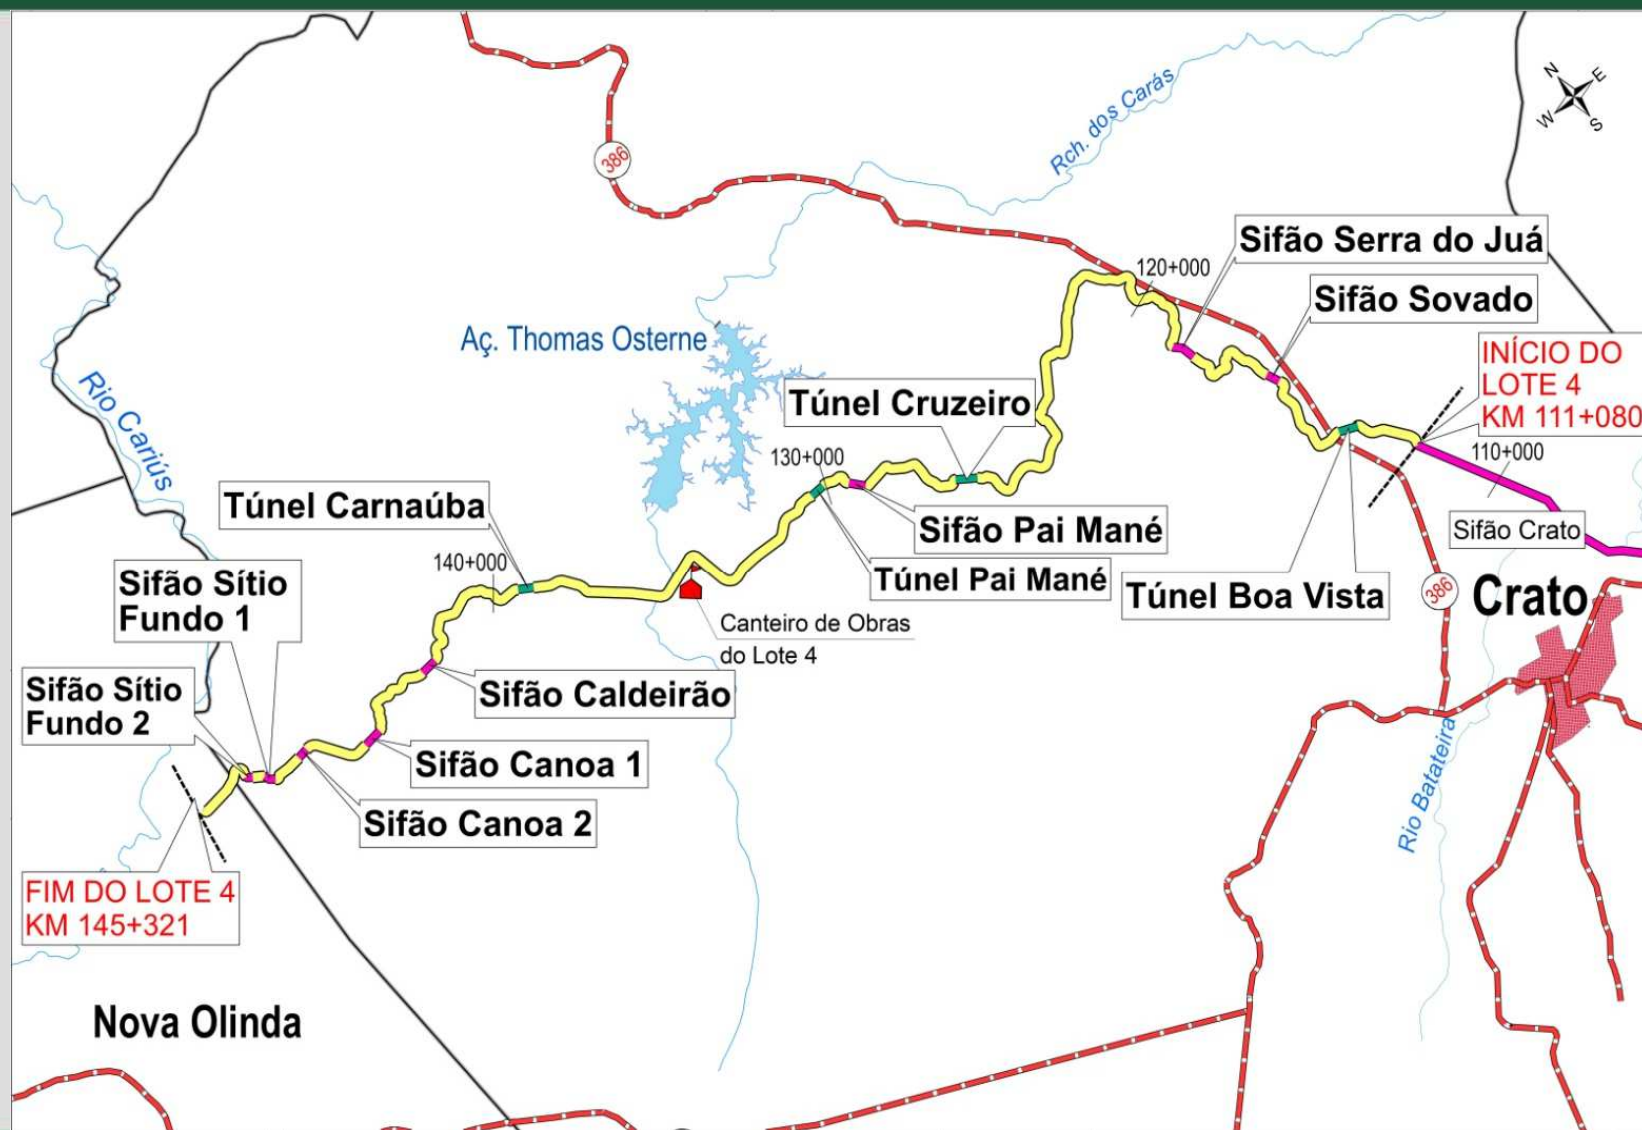 386
Rch. dos Carás
N
E
W
S
Sifão Serra do Juá
120+000
Sifão Sovado
Aç. Thomas Osterne
INÍCIO DO
LOTE 4
KM 111+080
Rio Cariús
Túnel Cruzeiro
130+000
110+000
Túnel Carnaúba
Sifão Pai Mané
Sifão Crato
140+000
Sifão Sítio
Fundo 1
Túnel Pai Mané
Túnel Boa Vista
386
Crato
Canteiro de Obras
do Lote 4
Sifão Sítio
Fundo 2
Sifão Caldeirão
Sifão Canoa 1
Rio Batateira
Sifão Canoa 2
FIM DO LOTE 4
KM 145+321
Nova Olinda